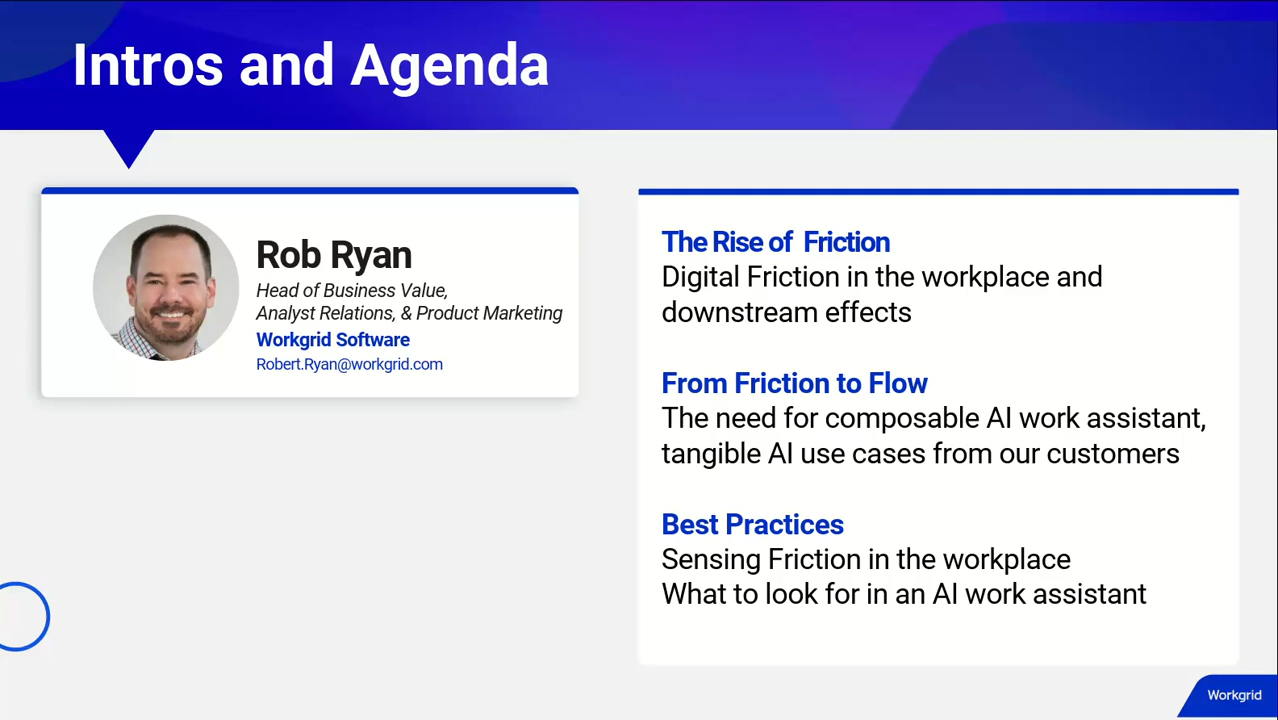 Intros and Agenda
Rob Ryan
Head of Business Value,
Analyst Relations, & Product Marketing
Workgrid Software
Robert.Ryan@workgrid.com
The Rise of Friction
Digital Friction in the workplace and
downstream effects
From Friction to Flow
The need for composable AI work assistant,
tangible AI use cases from our customers
Best Practices
Sensing Friction in the workplace
What to look for in an AI work assistant
Workgrid